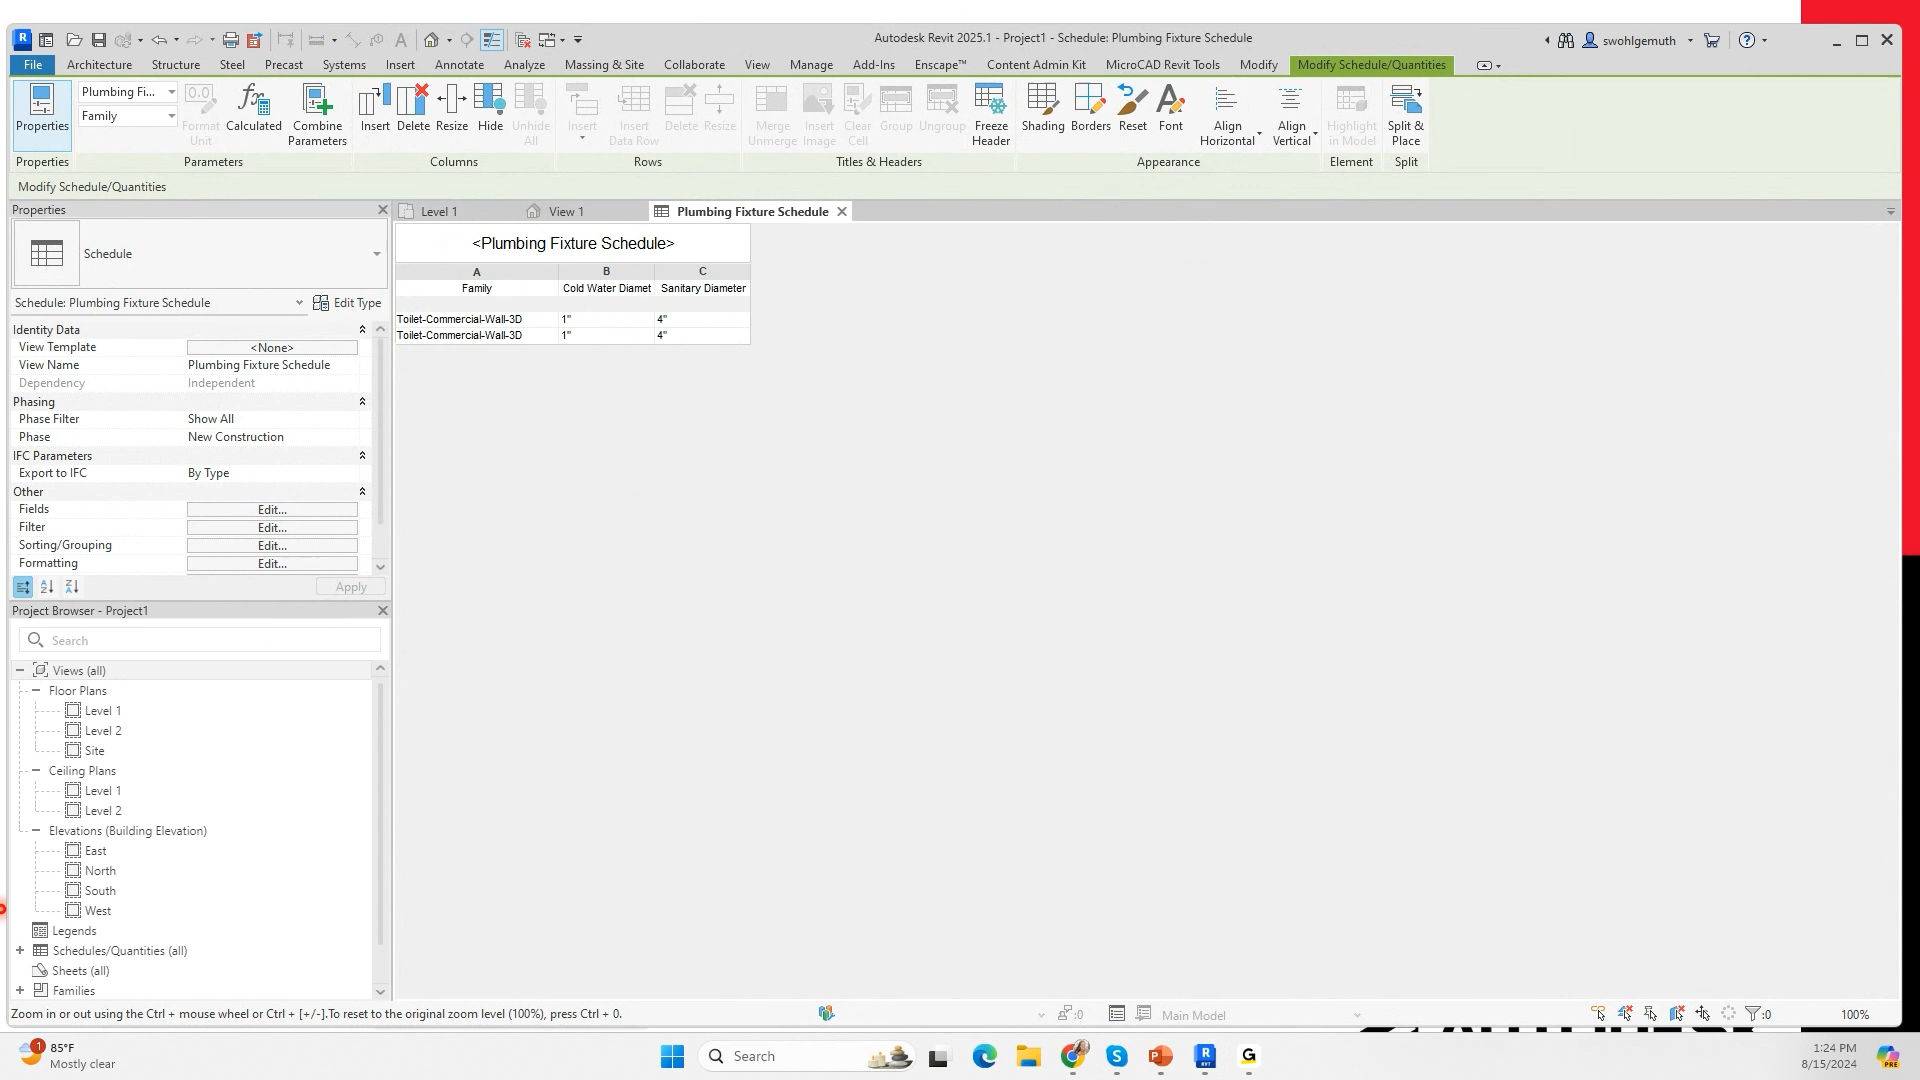 Autodesk Revit 2025.1 - Project1 - Schedule: Plumbing Fixture Schedule
swohlgemuth
File Architecture Structure Steel Precast Systems Insert Annotate Analyze Massing & Site Collaborate View Manage Add-Ins Enscape™ Content Admin Kit MicroCAD Revit Tools Modify Modify Schedule/Quantities
Plumbing Fi...
Family
Properties
Format Unit
Calculated
Combine Parameters
Insert Delete Resize Hide Unhide All
Insert
Insert Data Row
Delete Resize
Merge Unmerge
Insert Image
Clear Cell
Group Ungroup
Freeze Header
Shading Borders Reset Font
Align Horizontal
Align Vertical
Highlight in Model
Split & Place
Properties Parameters Columns Rows Titles & Headers Appearance Element Split
Modify Schedule/Quantities
Properties
Schedule
Schedule: Plumbing Fixture Schedule Edit Type
Identity Data
View Template <None>
View Name Plumbing Fixture Schedule
Dependency Independent
Phasing
Phase Filter Show All
Phase New Construction
IFC Parameters
Export to IFC By Type
Other
Fields Edit...
Filter Edit...
Sorting/Grouping Edit...
Formatting Edit...
Apply
Project Browser - Project1
Search
Views (all)
Floor Plans
Level 1
Level 2
Site
Ceiling Plans
Level 1
Level 2
Elevations (Building Elevation)
East
North
South
West
Legends
Schedules/Quantities (all)
Sheets (all)
Families
Level 1 View 1 Plumbing Fixture Schedule
<Plumbing Fixture Schedule>
A B C
Family Cold Water Diamet Sanitary Diameter
Toilet-Commercial-Wall-3D 1" 4"
Toilet-Commercial-Wall-3D 1" 4"
Zoom in or out using the Ctrl + mouse wheel or Ctrl + [+/-].To reset to the original zoom level (100%), press Ctrl + 0.
:0
Main Model
:0
100%
1
85°F
Mostly clear
Search
1:24 PM
8/15/2024
PRE